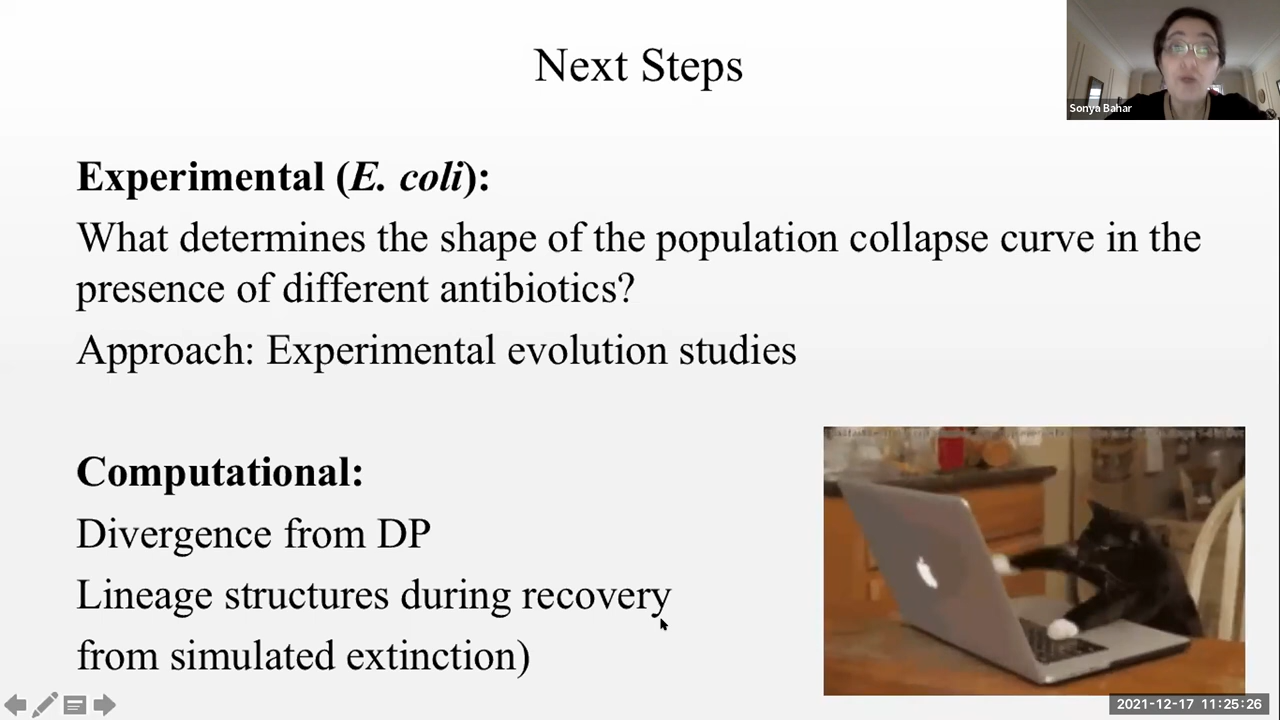 Next Steps
Sonya Bahar
Experimental (E. coli):
What determines the shape of the population collapse curve in the
presence of different antibiotics?
Approach: Experimental evolution studies
Computational:
Divergence from DP
Lineage structures during recovery
from simulated extinction)
2021-12-17 11:25:26